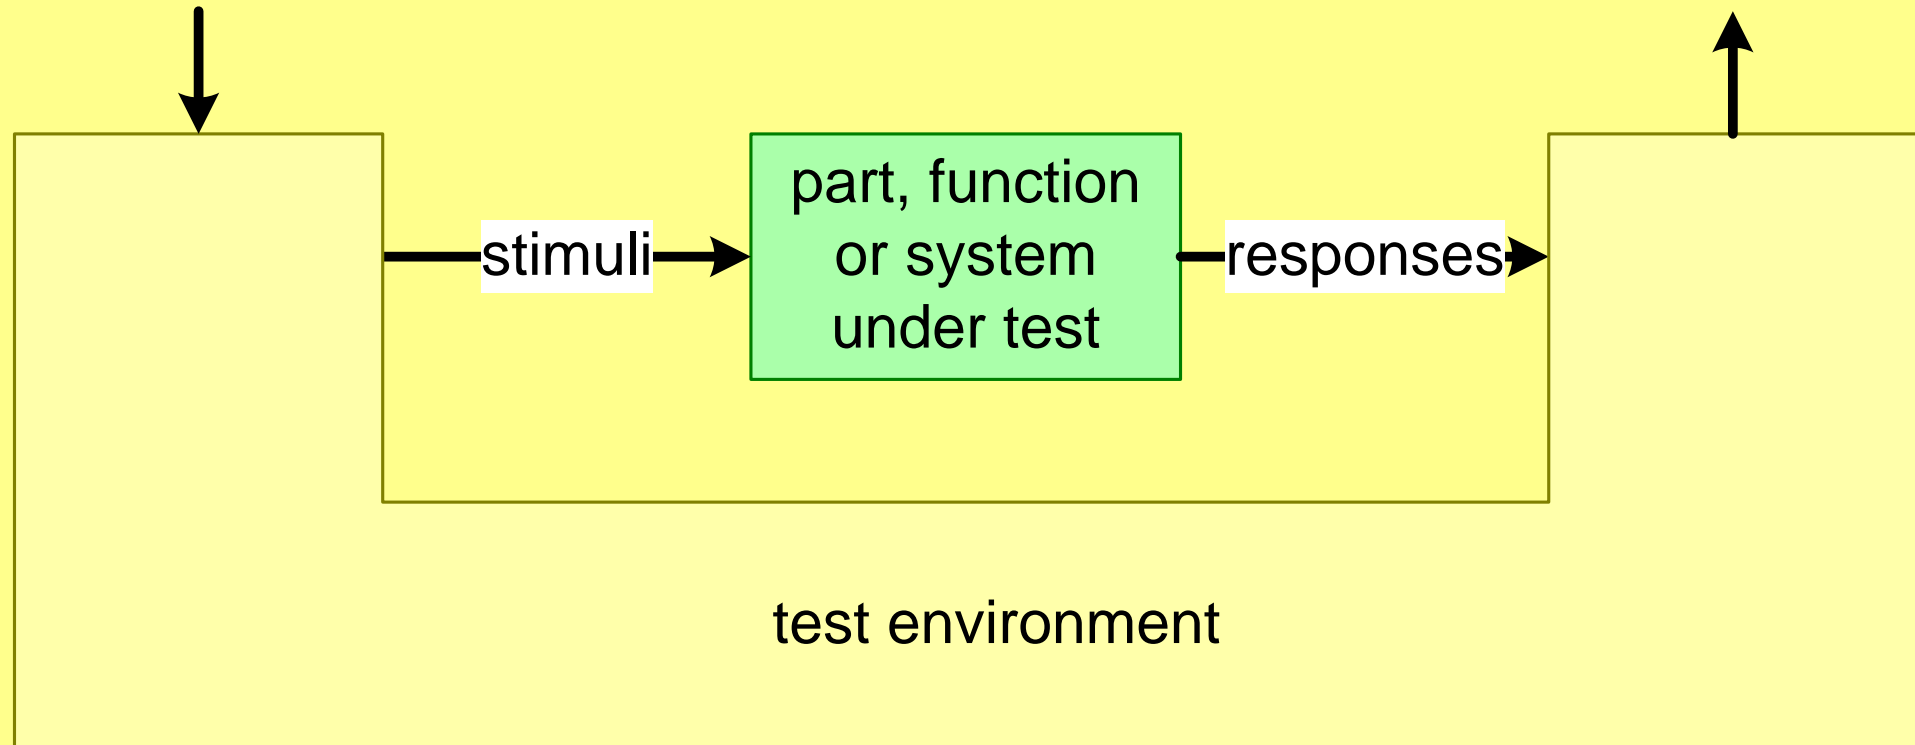 part, function
or system
under test
stimuli
responses
test environment